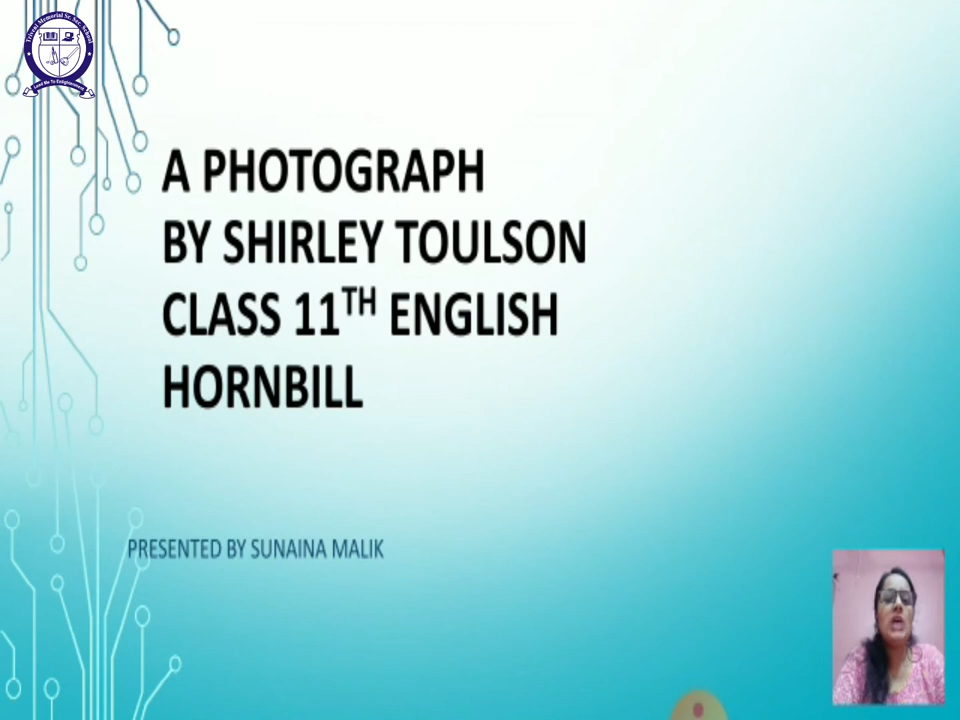 A PHOTOGRAPH
BY SHIRLEY TOULSON
CLASS 11TH ENGLISH
HORNBILL
PRESENTED BY SUNAINA MALIK